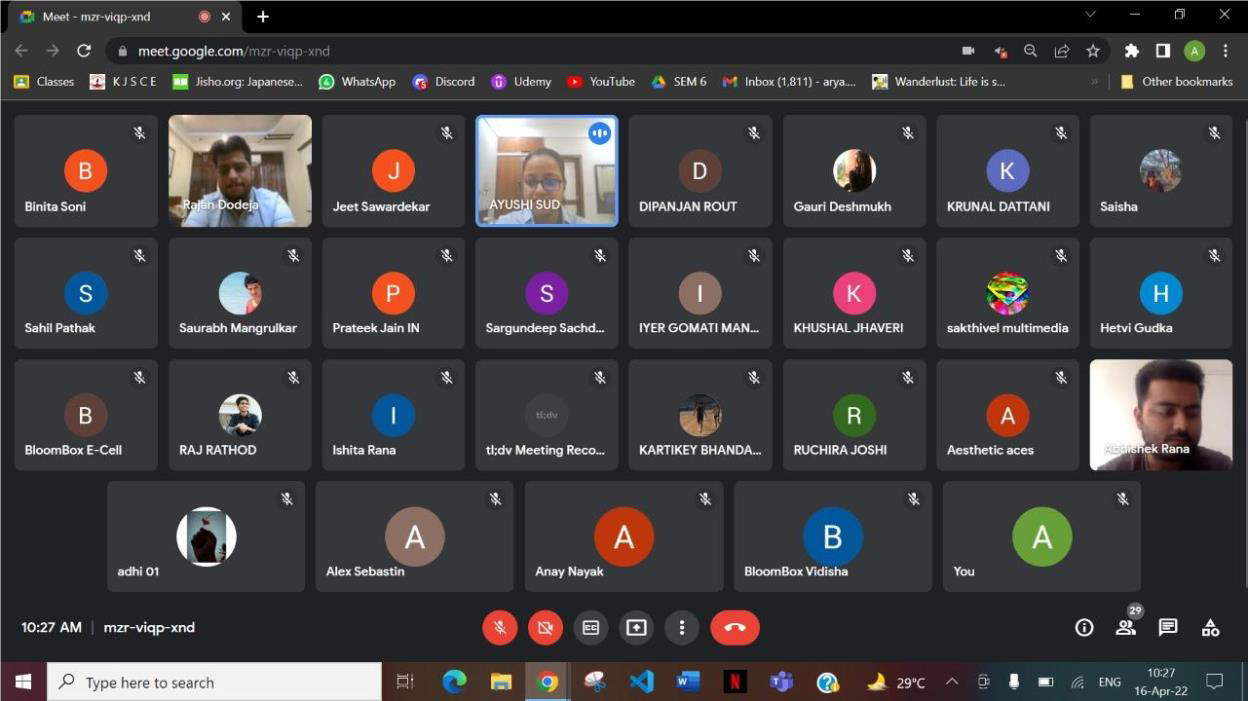 Meet - mzr-viqp-xnd
meet.google.com/mzr-viqp-xnd
A
Classes K J S C E Jisho.org: Japanese... WhatsApp Discord Udemy YouTube SEM 6 Inbox (1,811) - arya.... Wanderlust: Life is s... » Other bookmarks
B J D K
Binita Soni Rajan Dodeja Jeet Sawardekar AYUSHI SUD DIPANJAN ROUT Gauri Deshmukh KRUNAL DATTANI Saisha
S P S I K H
Sahil Pathak Saurabh Mangrulkar Prateek Jain IN Sargundeep Sachd... IYER GOMATI MAN... KHUSHAL JHAVERI sakthivel multimedia Hetvi Gudka
B I tl;dv R A
BloomBox E-Cell RAJ RATHOD Ishita Rana tl;dv Meeting Reco... KARTIKEY BHANDA... RUCHIRA JOSHI Aesthetic aces Abhishek Rana
A A B A
adhi 01 Alex Sebastin Anay Nayak BloomBox Vidisha You
10:27 AM | mzr-viqp-xnd CC 29
Type here to search 29°C ENG 10:27
16-Apr-22